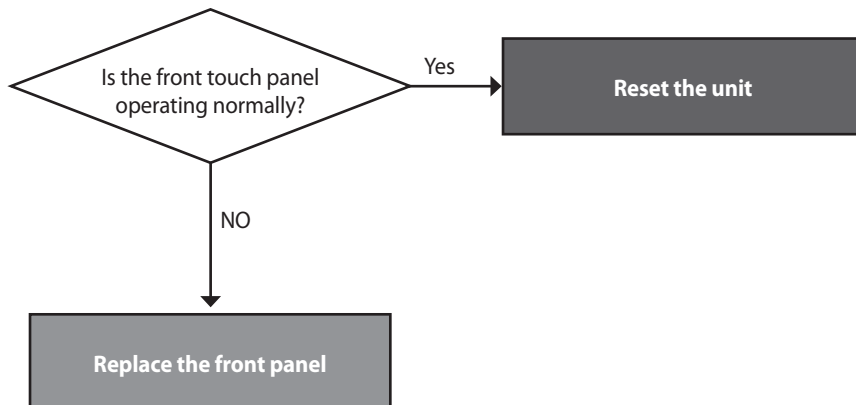 Is the front touch panel
operating normally?
Yes
Reset the unit
NO
Replace the front panel